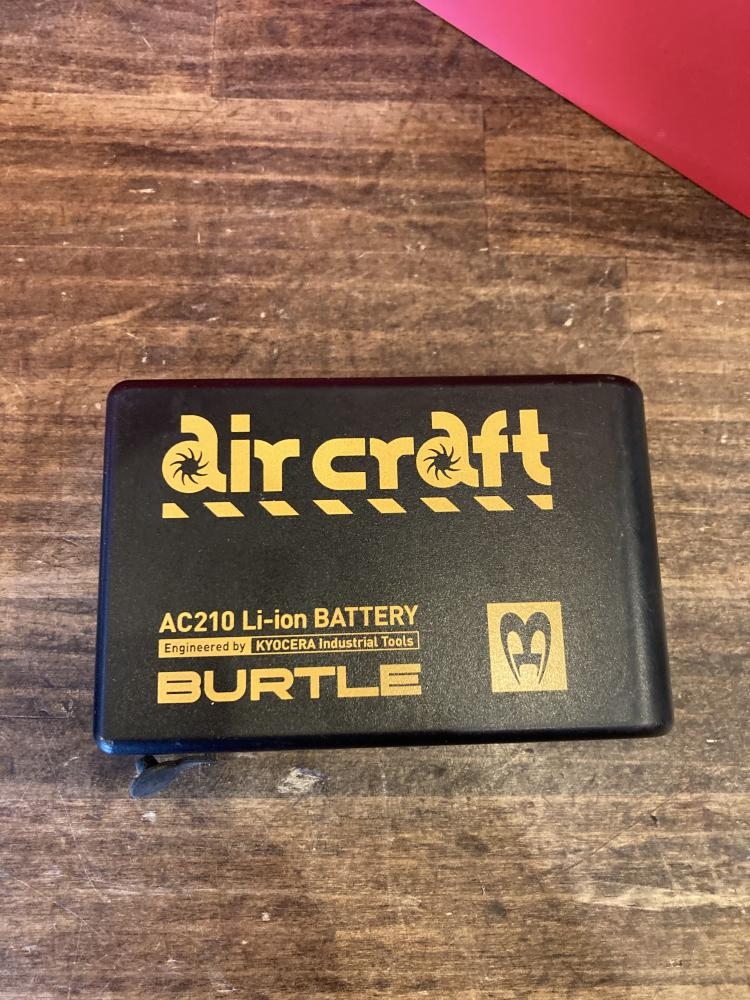 air craft
AC210 Li-ion BATTERY
Engineered by KYOCERA Industrial Tools
BURTLE